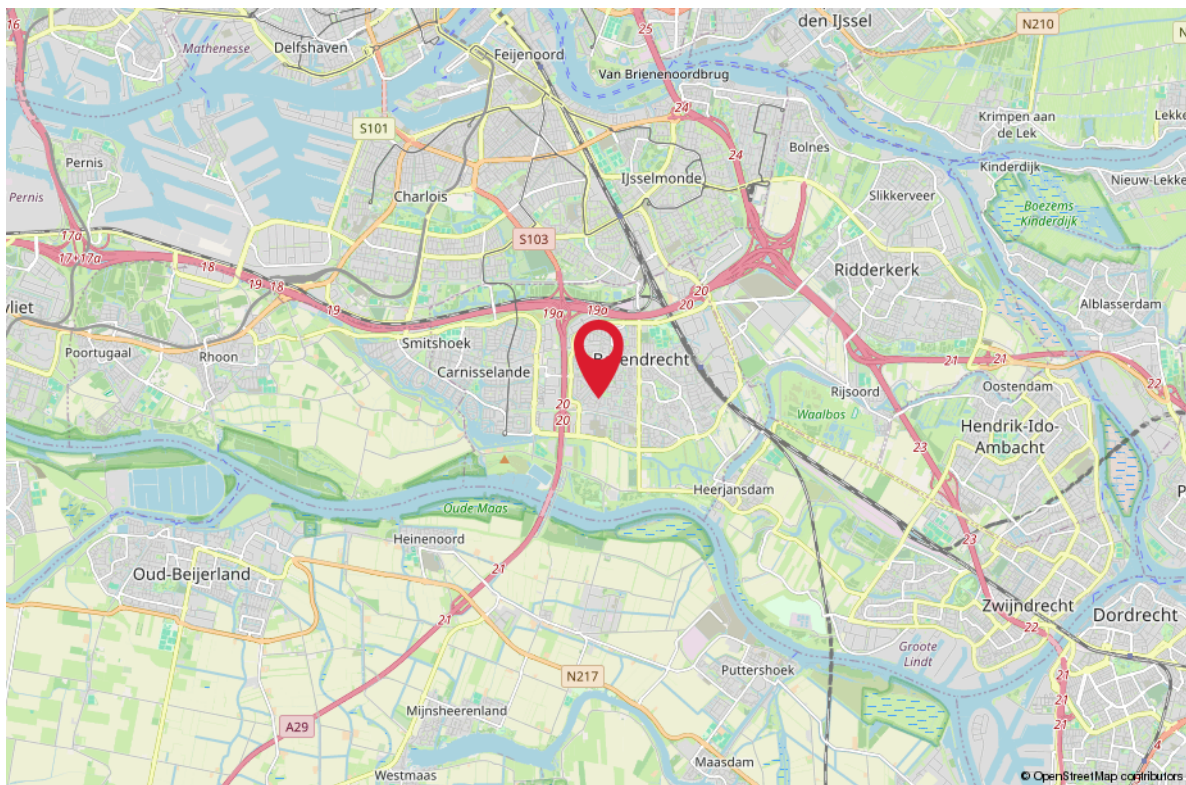 16
Mathenesse
Delfshaven
Feijenoord
25
den IJssel
N210
Van Brienenoordbrug
24
S101
Krimpen aan
de Lek
Lekke
Pernis
Pernis
Charlois
IJsselmonde
24
Bolnes
Kinderdijk
Nieuw-Lekke
Slikkerveer
Boezems
Kinderdijk
17a
17+17a
18
19
18
19
S103
19a
19a
20
20
Ridderkerk
Alblasserdam
vliet
Poortugaal
Rhoon
Smitshoek
Carnisselande
endrecht
21
21
22
Rijsoord
Oostendam
Waalbos
20
20
23
Hendrik-Ido-
Ambacht
Heerjansdam
Oude Maas
Heinenoord
23
Oud-Beijerland
21
21
Zwijndrecht
Dordrecht
22
Groote
Lindt
Puttershoek
N217
21
21
Mijnsheerenland
A29
4
Westmaas
Maasdam
© OpenStreetMap contributors